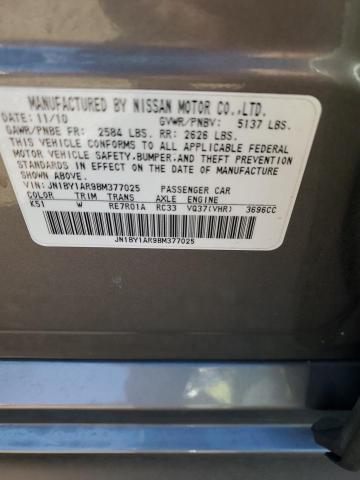 MANUFACTURED BY NISSAN MOTOR CO.,LTD.
DATE: 11/10 GVWR/PNBV: 5137 LBS.
GAWR/PNBE FR: 2584 LBS. RR: 2626 LBS.
THIS VEHICLE CONFORMS TO ALL APPLICABLE FEDERAL
MOTOR VEHICLE SAFETY,BUMPER,AND THEFT PREVENTION
STANDARDS IN EFFECT ON THE DATE OF MANUFACTURE
SHOWN ABOVE.
VIN: JN1BY1AR9BM377025 PASSENGER CAR
COLOR TRIM TRANS AXLE ENGINE
K51 W RE7R01A RC33 VQ37(VHR) 3696CC
JN1BY1AR9BM377025